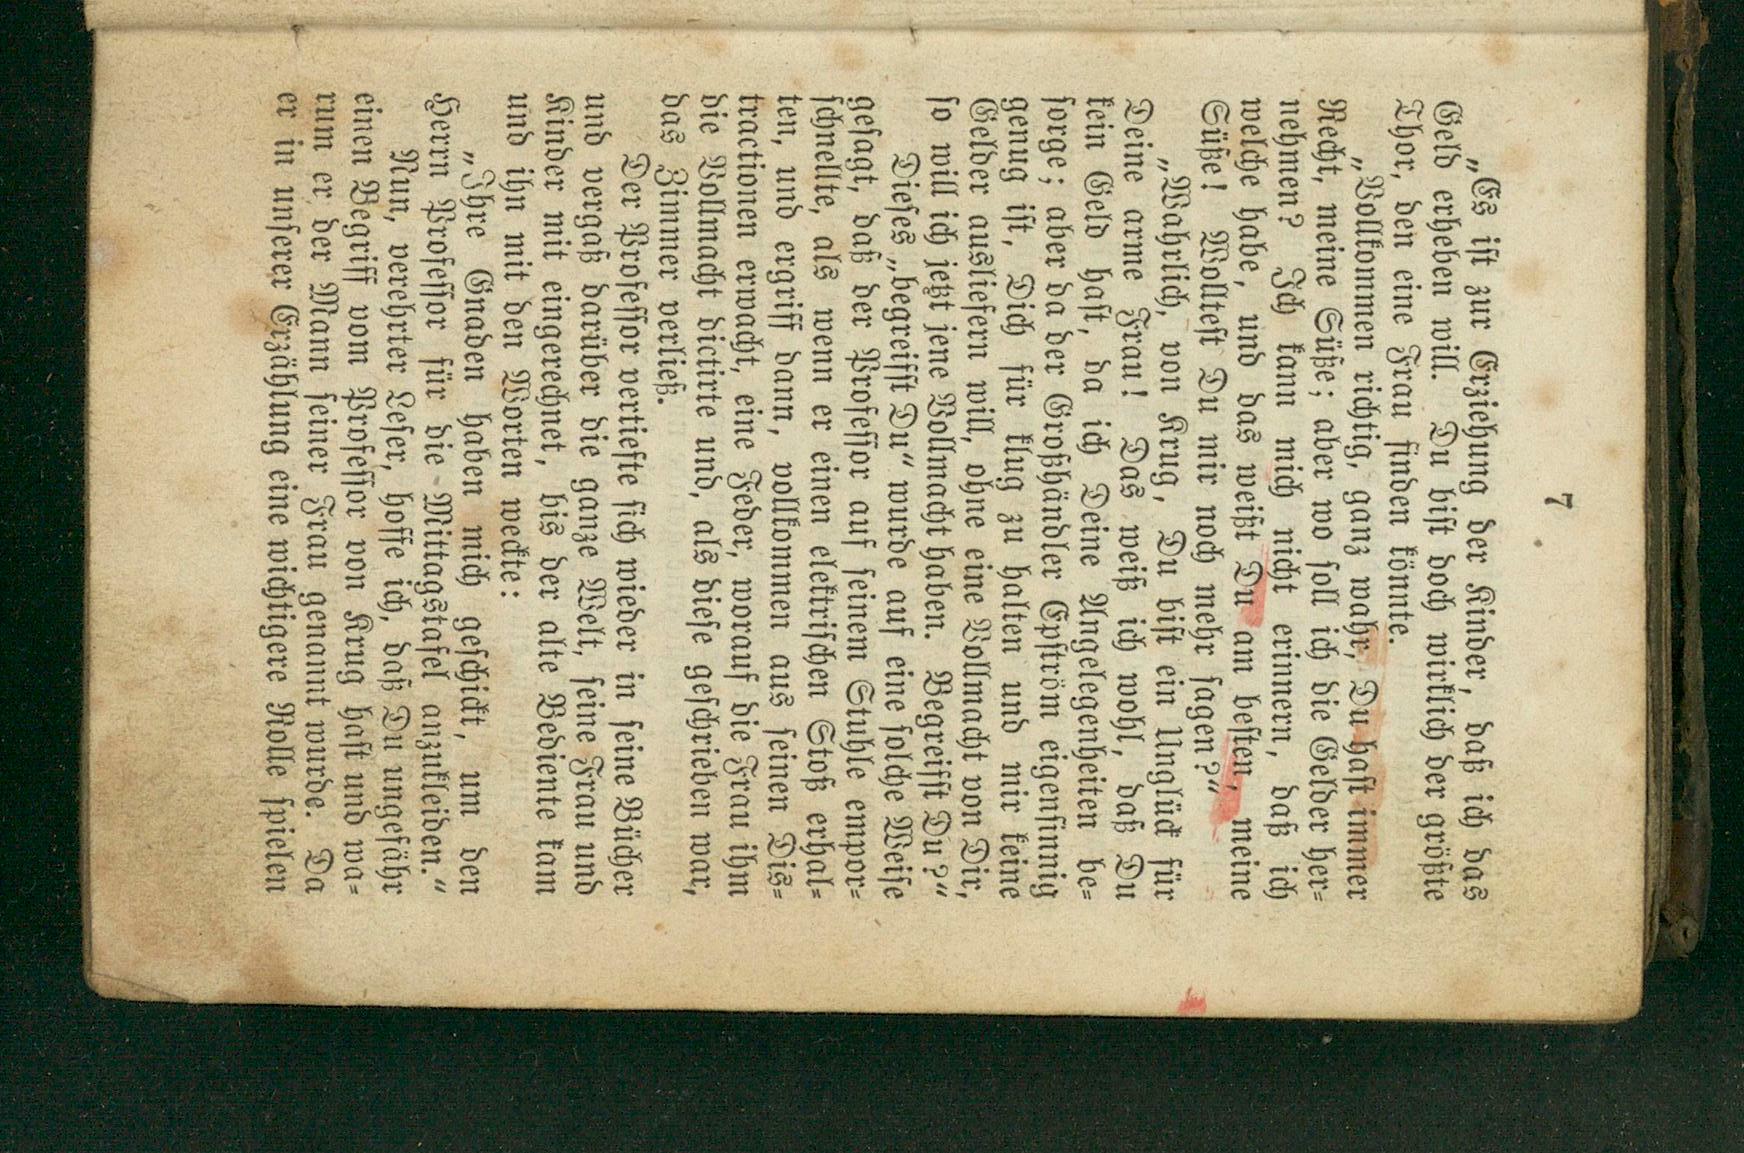 7
„Es ist zur Erziehung der Kinder, daß ich das
Geld erheben will. Du bist doch wirklich der größte
Thor, den eine Frau finden könnte.
„Vollkommen richtig, ganz wahr, Du hast immer
Recht, meine Süße; aber wo soll ich die Gelder her-
nehmen? Ich kann mich nicht erinnern, daß ich
welche habe, und das weißt Du am besten, meine
Süße! Wolltest Du mir noch mehr sagen?“
„Wahrlich, von Krug, Du bist ein Unglück für
Deine arme Frau! Das weiß ich wohl, daß Du
kein Geld hast, da ich Deine Angelegenheiten be-
sorge; aber da der Großhändler Epström eigensinnig
genug ist, Dich für klug zu halten und mir keine
Gelder ausliefern will, ohne eine Vollmacht von Dir,
so will ich jetzt jene Vollmacht haben. Begreifst Du?“
Dieses „begreifst Du“ wurde auf eine solche Weise
gesagt, daß der Professor auf seinem Stuhle empor-
schnellte, als wenn er einen elektrischen Stoß erhal-
ten, und ergriff dann, vollkommen aus seinen Dis-
tractionen erwacht, eine Feder, worauf die Frau ihm
die Vollmacht dictirte und, als diese geschrieben war,
das Zimmer verließ.
Der Professor vertiefte sich wieder in seine Bücher
und vergaß darüber die ganze Welt, seine Frau und
Kinder mit eingerechnet, bis der alte Bediente kam
und ihn mit den Worten weckte:
„Ihre Gnaden haben mich geschickt, um den
Herrn Professor für die Mittagstafel anzukleiden.“
Nun, verehrter Leser, hoffe ich, daß Du ungefähr
einen Begriff vom Professor von Krug hast und wa-
rum er der Mann seiner Frau genannt wurde. Da
er in unserer Erzählung eine wichtigere Rolle spielen